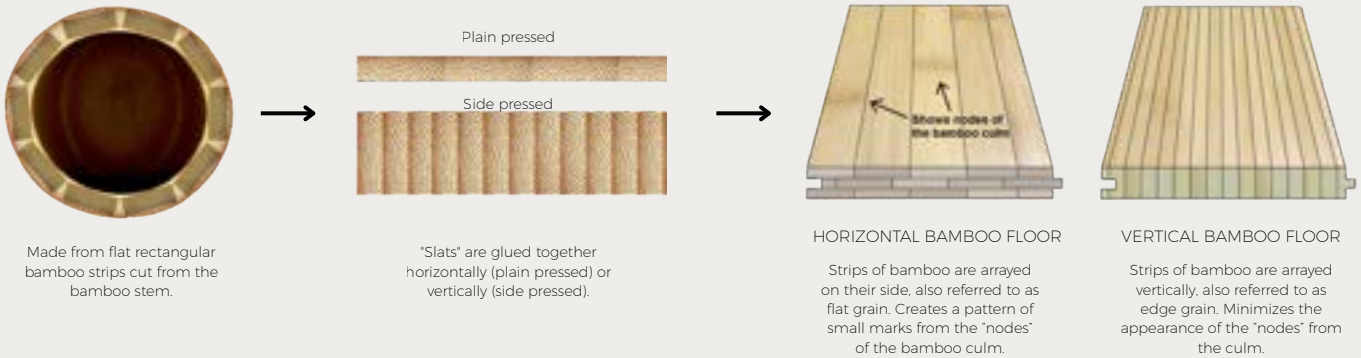 Plain pressed
Side pressed
Shows nodes of
the bamboo culm
Made from flat rectangular
bamboo strips cut from the
bamboo stem.
"Slats" are glued together
horizontally (plain pressed) or
vertically (side pressed).
HORIZONTAL BAMBOO FLOOR
Strips of bamboo are arrayed
on their side, also referred to as
flat grain. Creates a pattern of
small marks from the "nodes"
of the bamboo culm.
VERTICAL BAMBOO FLOOR
Strips of bamboo are arrayed
vertically, also referred to as
edge grain. Minimizes the
appearance of the "nodes" from
the culm.